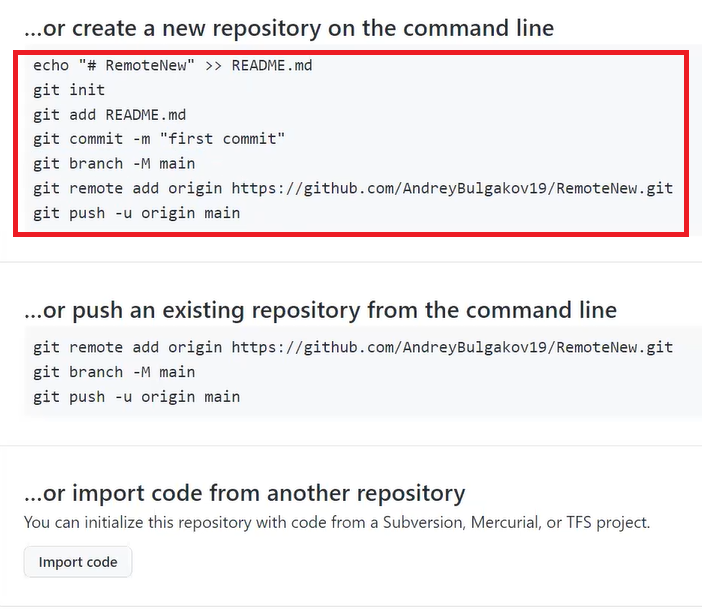 ...or create a new repository on the command line
echo "# RemoteNew" >> README.md
git init
git add README.md
git commit -m "first commit"
git branch -M main
git remote add origin https://github.com/AndreyBulgakov19/RemoteNew.git
git push -u origin main
...or push an existing repository from the command line
git remote add origin https://github.com/AndreyBulgakov19/RemoteNew.git
git branch -M main
git push -u origin main
...or import code from another repository
You can initialize this repository with code from a Subversion, Mercurial, or TFS project.
Import code